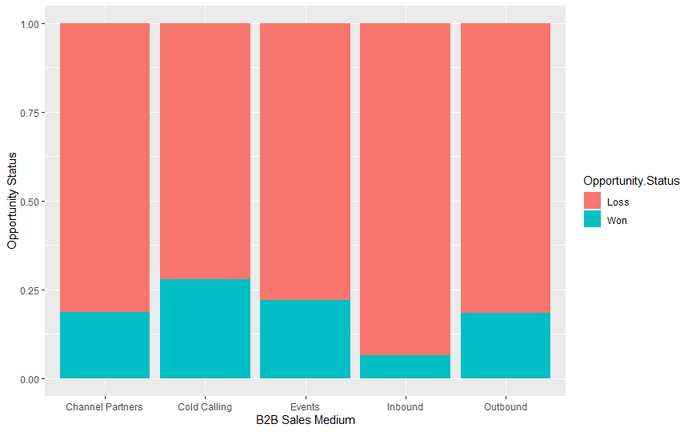 1.00
0.75
0.50
0.25
0.00
Opportunity Status
Channel Partners
Cold Calling
Events
Inbound
Outbound
B2B Sales Medium
Opportunity.Status
Loss
Won